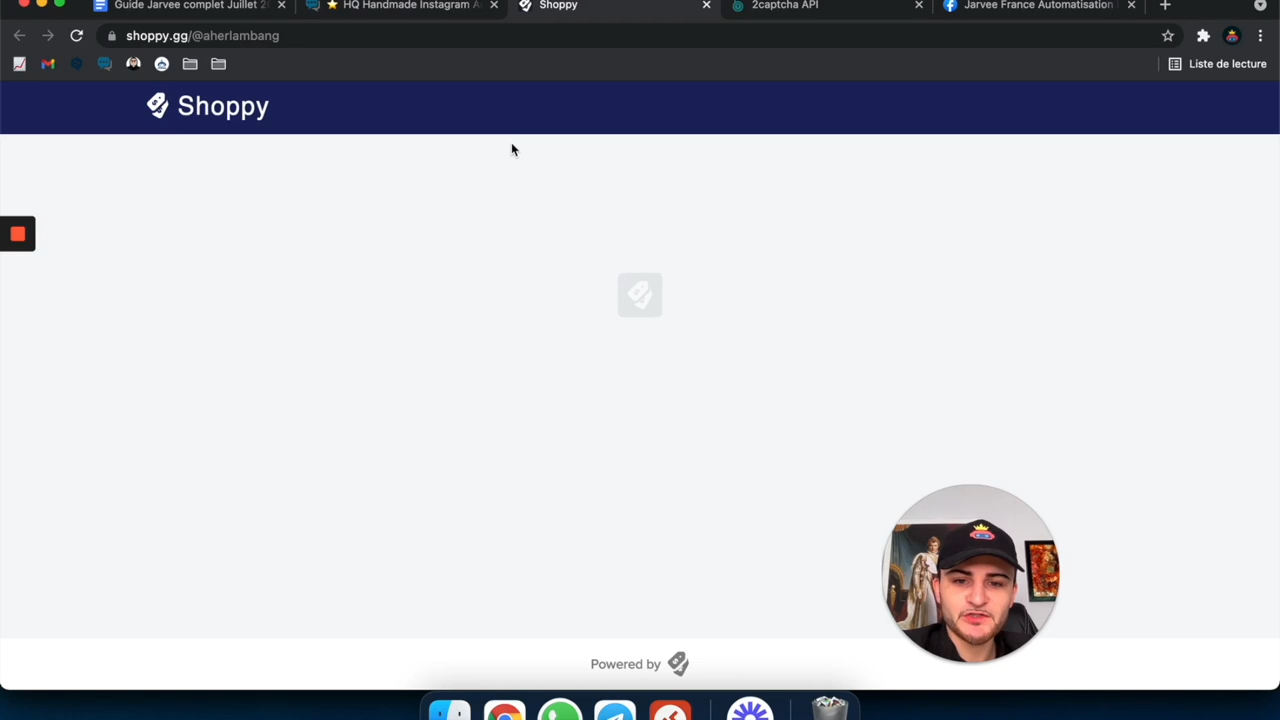 Guide Jarvee complet Juillet 2
HQ Handmade Instagram A
Shoppy
2captcha API
Jarvee France Automatisation
shoppy.gg/@aherlambang
Liste de lecture
Shoppy
Powered by